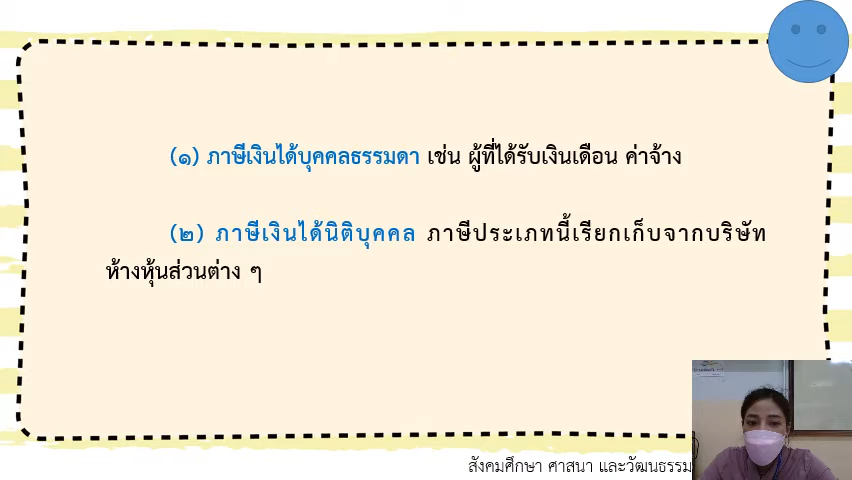 (๑) ภาษีเงินได้บุคคลธรรมดา เช่น ผู้ที่ได้รับเงินเดือน ค่าจ้าง
(๒) ภาษีเงินได้นิติบุคคล ภาษีประเภทนี้เรียกเก็บจากบริษัท
ห้างหุ้นส่วนต่าง ๆ
สังคมศึกษา ศาสนา และวัฒนธรรม